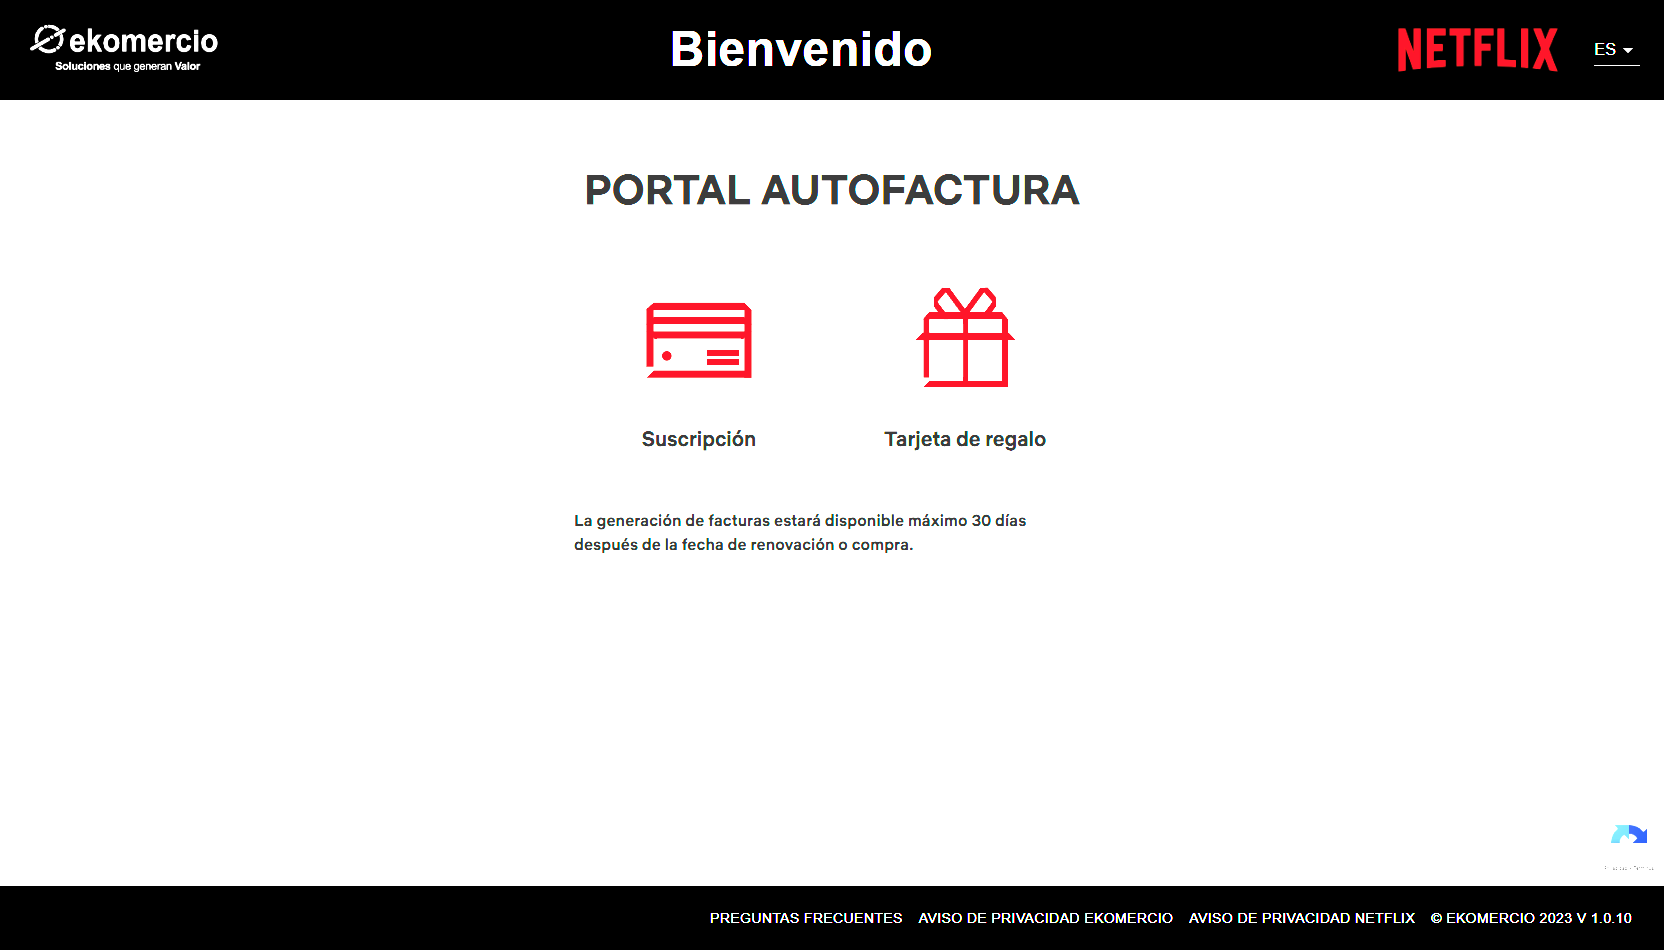 ekomercio
Soluciones que generan Valor
Bienvenido
NETFLIX
ES
PORTAL AUTOFACTURA
Suscripción
Tarjeta de regalo
La generación de facturas estará disponible máximo 30 días
después de la fecha de renovación o compra.
PREGUNTAS FRECUENTES AVISO DE PRIVACIDAD EKOMERCIO AVISO DE PRIVACIDAD NETFLIX © EKOMERCIO 2023 V 1.0.10